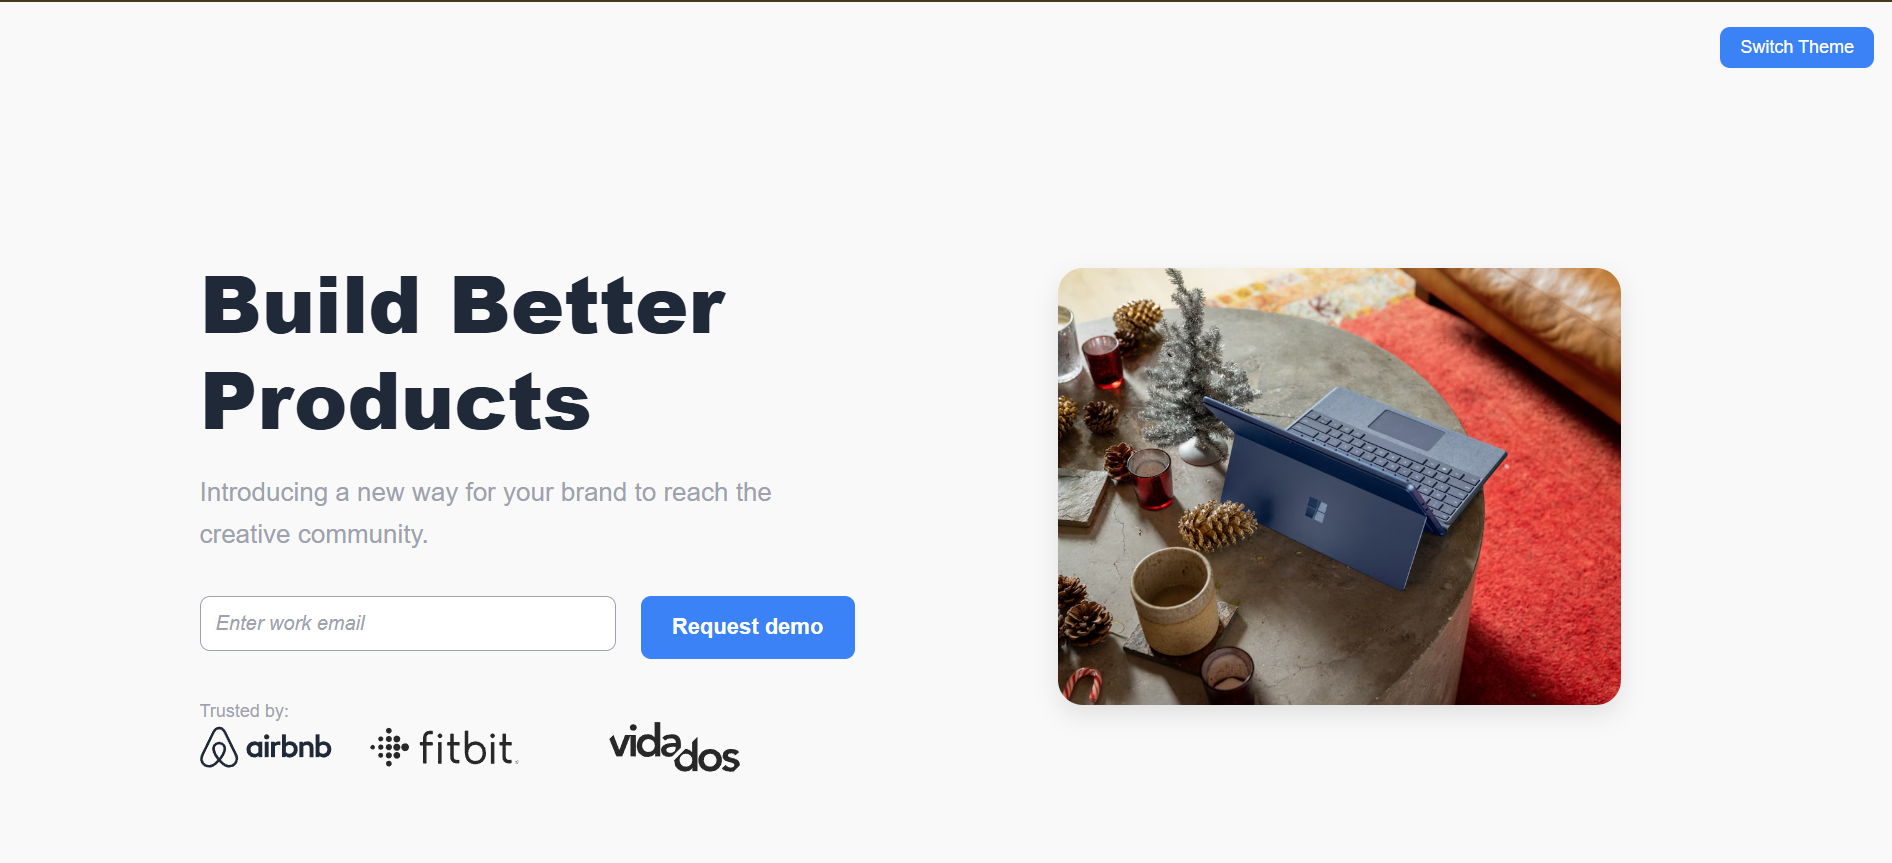 Switch Theme
Build Better
Products
Introducing a new way for your brand to reach the
creative community.
Enter work email
Request demo
Trusted by:
airbnb
fitbit
vidados